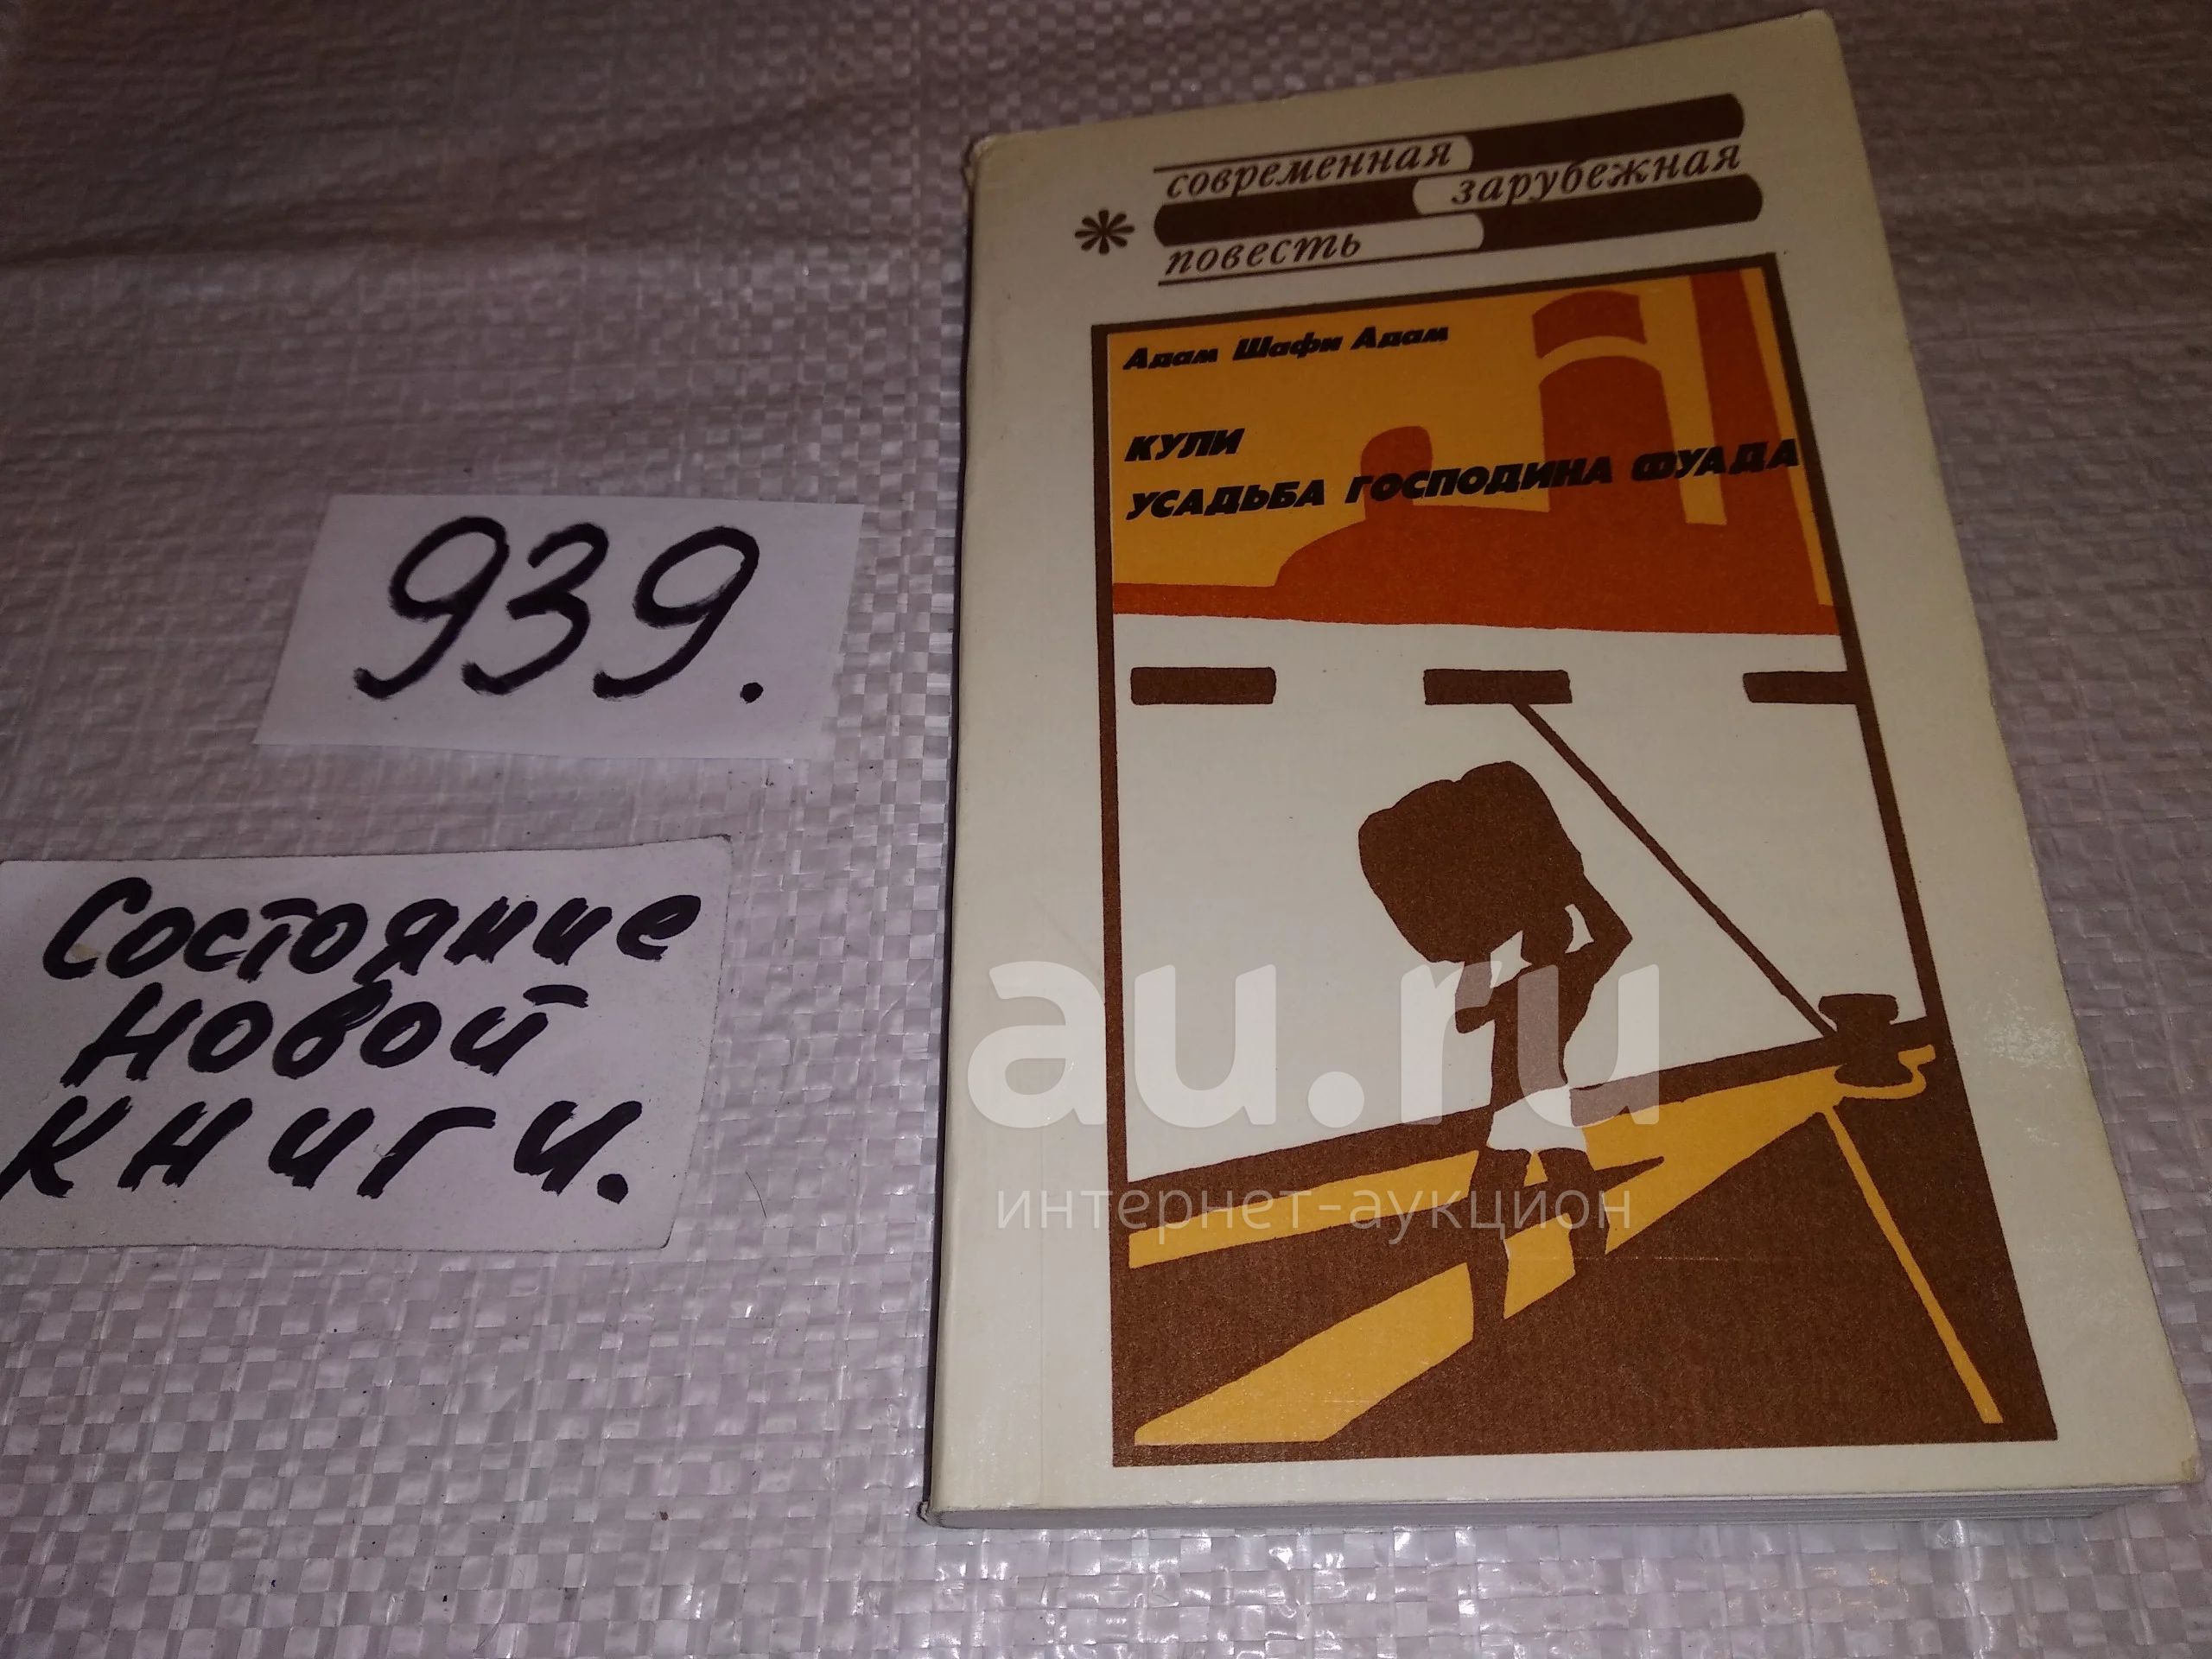 современная
зарубежная
повесть
Адам Шафи Адам
КУЛИ
УСАДЬБА ГОСПОДИНА ФУАДА
939.
Состояние
новой
книги.
au.ru
интернет-аукцион